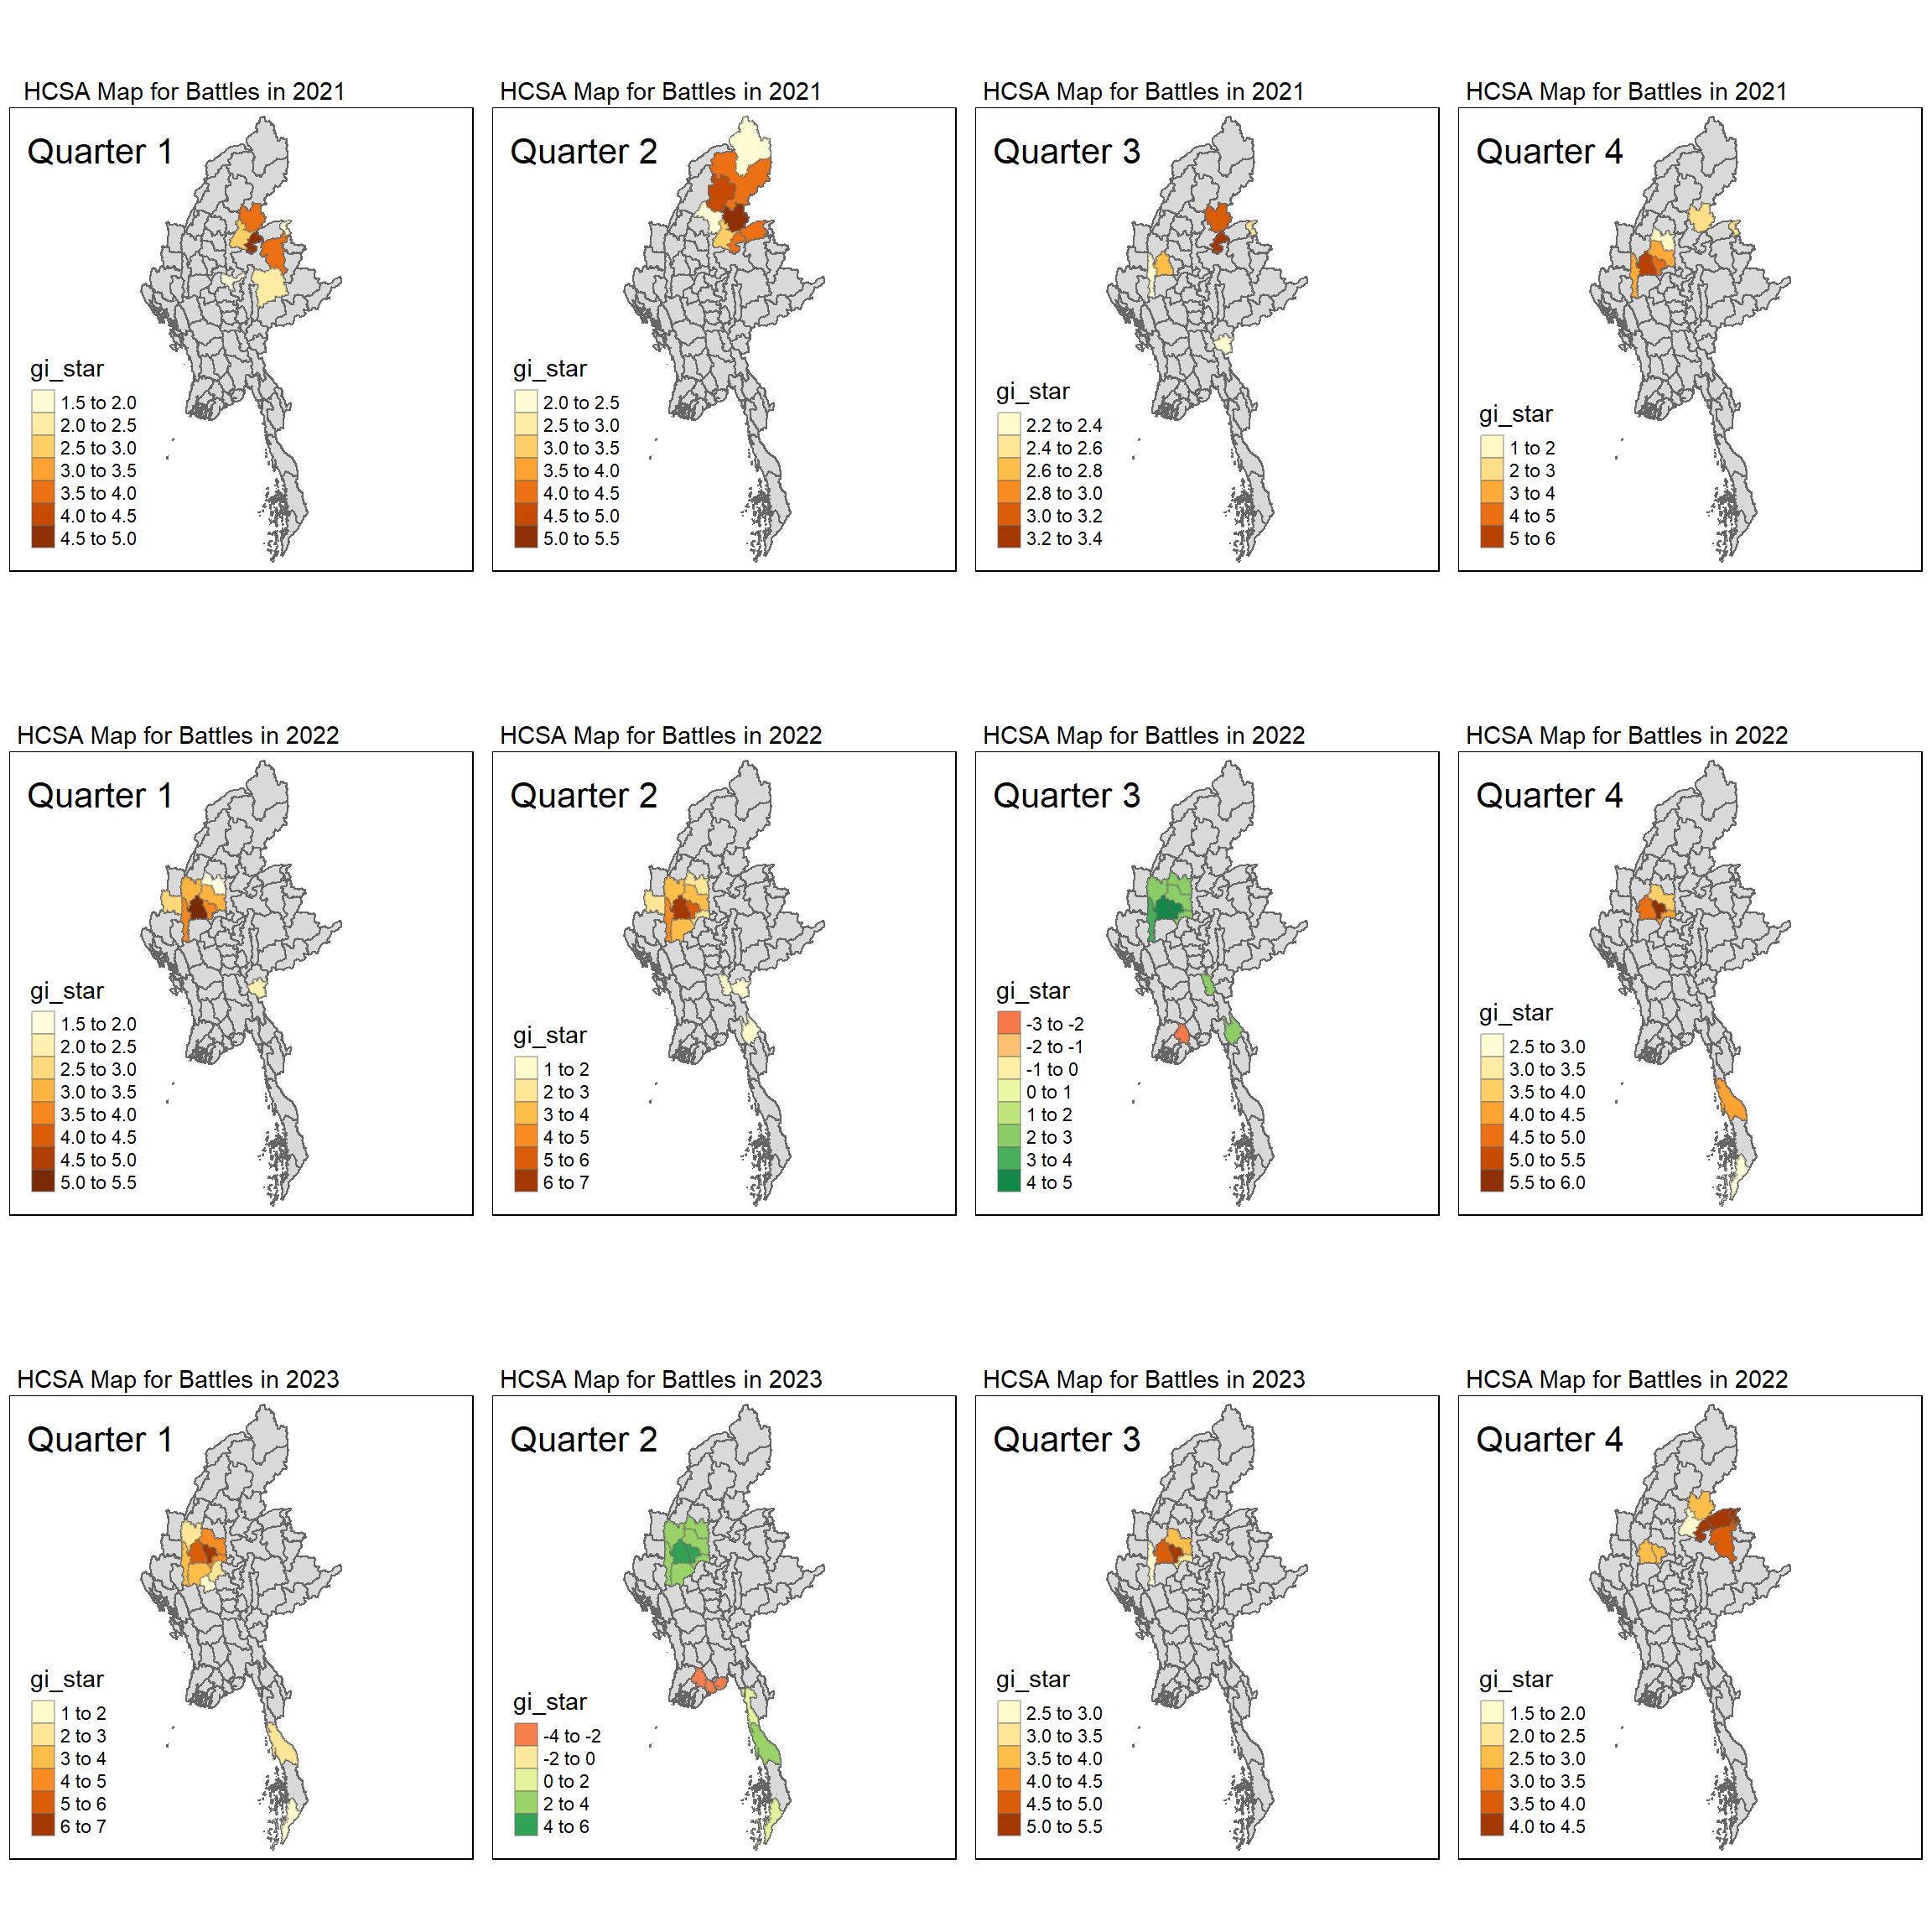 HCSA Map for Battles in 2021
Quarter 1
gi_star
1.5 to 2.0
2.0 to 2.5
2.5 to 3.0
3.0 to 3.5
3.5 to 4.0
4.0 to 4.5
4.5 to 5.0
HCSA Map for Battles in 2021
Quarter 2
gi_star
2.0 to 2.5
2.5 to 3.0
3.0 to 3.5
3.5 to 4.0
4.0 to 4.5
4.5 to 5.0
5.0 to 5.5
HCSA Map for Battles in 2021
Quarter 3
gi_star
2.2 to 2.4
2.4 to 2.6
2.6 to 2.8
2.8 to 3.0
3.0 to 3.2
3.2 to 3.4
HCSA Map for Battles in 2021
Quarter 4
gi_star
1 to 2
2 to 3
3 to 4
4 to 5
5 to 6
HCSA Map for Battles in 2022
Quarter 1
gi_star
1.5 to 2.0
2.0 to 2.5
2.5 to 3.0
3.0 to 3.5
3.5 to 4.0
4.0 to 4.5
4.5 to 5.0
5.0 to 5.5
HCSA Map for Battles in 2022
Quarter 2
gi_star
1 to 2
2 to 3
3 to 4
4 to 5
5 to 6
6 to 7
HCSA Map for Battles in 2022
Quarter 3
gi_star
-3 to -2
-2 to -1
-1 to 0
0 to 1
1 to 2
2 to 3
3 to 4
4 to 5
HCSA Map for Battles in 2022
Quarter 4
gi_star
2.5 to 3.0
3.0 to 3.5
3.5 to 4.0
4.0 to 4.5
4.5 to 5.0
5.0 to 5.5
5.5 to 6.0
HCSA Map for Battles in 2023
Quarter 1
gi_star
1 to 2
2 to 3
3 to 4
4 to 5
5 to 6
6 to 7
HCSA Map for Battles in 2023
Quarter 2
gi_star
-4 to -2
-2 to 0
0 to 2
2 to 4
4 to 6
HCSA Map for Battles in 2023
Quarter 3
gi_star
2.5 to 3.0
3.0 to 3.5
3.5 to 4.0
4.0 to 4.5
4.5 to 5.0
5.0 to 5.5
HCSA Map for Battles in 2022
Quarter 4
gi_star
1.5 to 2.0
2.0 to 2.5
2.5 to 3.0
3.0 to 3.5
3.5 to 4.0
4.0 to 4.5